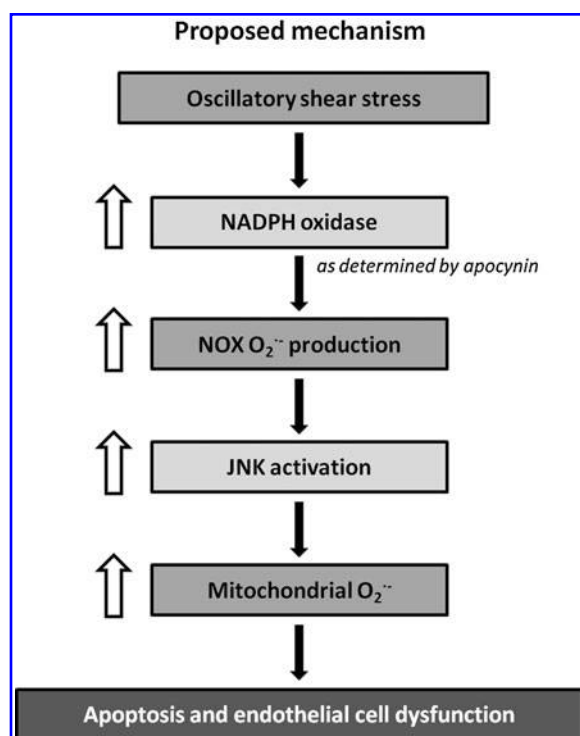 Proposed mechanism
Oscillatory shear stress
NADPH oxidase
as determined by apocynin
NOX O₂·⁻ production
JNK activation
Mitochondrial O₂·⁻
Apoptosis and endothelial cell dysfunction